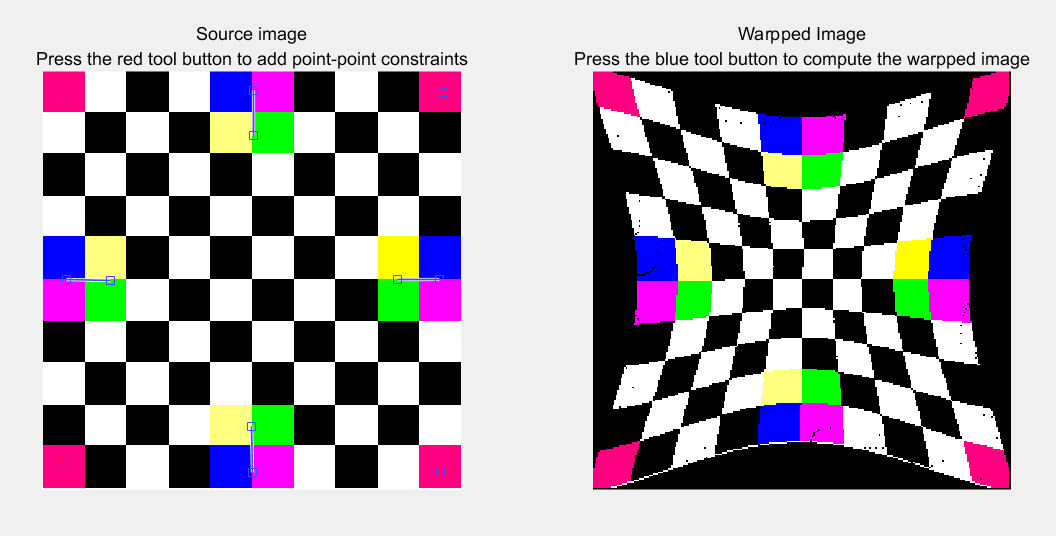 Source image
Press the red tool button to add point-point constraints
Warpped Image
Press the blue tool button to compute the warpped image